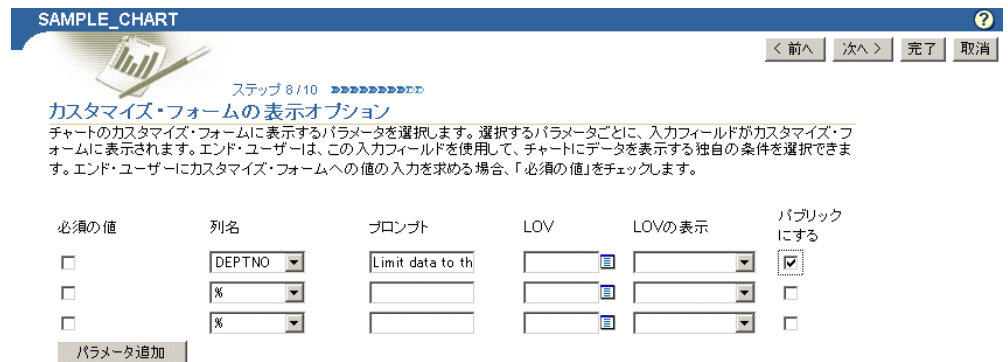 SAMPLE_CHART
?
< 前へ 次へ > 完了 取消
ステップ 8/10
カスタマイズ・フォームの表示オプション
チャートのカスタマイズ・フォームに表示するパラメータを選択します。選択するパラメータごとに、入力フィールドがカスタマイズ・フ
ォームに表示されます。エンド・ユーザーは、この入力フィールドを使用して、チャートにデータを表示する独自の条件を選択できま
す。エンド・ユーザーにカスタマイズ・フォームへの値の入力を求める場合、「必須の値」をチェックします。
必須の値 列名 プロンプト LOV LOVの表示 パブリック
にする
DEPTNO Limit data to th
%
%
パラメータ追加